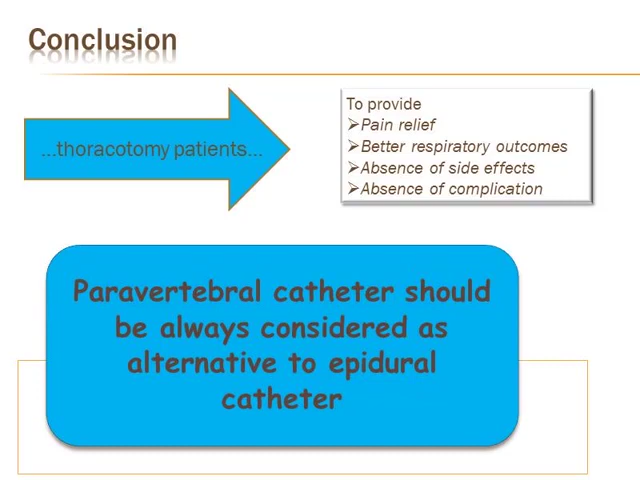 Conclusion
...thoracotomy patients...
To provide
➢Pain relief
➢Better respiratory outcomes
➢Absence of side effects
➢Absence of complication
Paravertebral catheter should
be always considered as
alternative to epidural
catheter